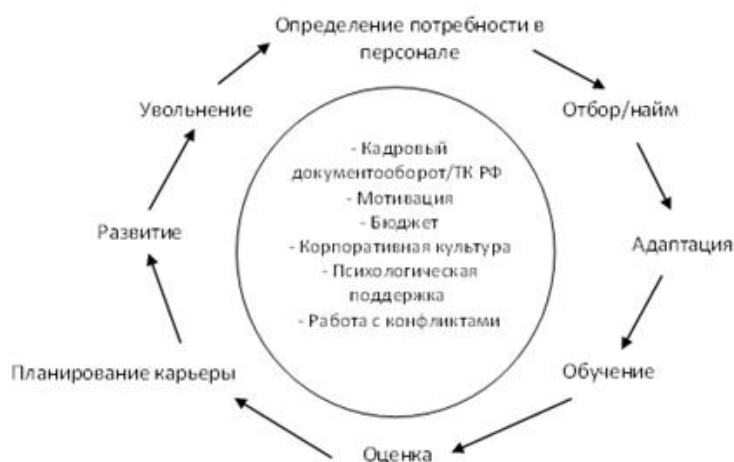 Определение потребности в
персонале
Отбор/найм
Адаптация
Обучение
Оценка
Планирование карьеры
Развитие
Увольнение
- Кадровый
документооборот/ТК РФ
- Мотивация
- Бюджет
- Корпоративная культура
- Психологическая
поддержка
- Работа с конфликтами